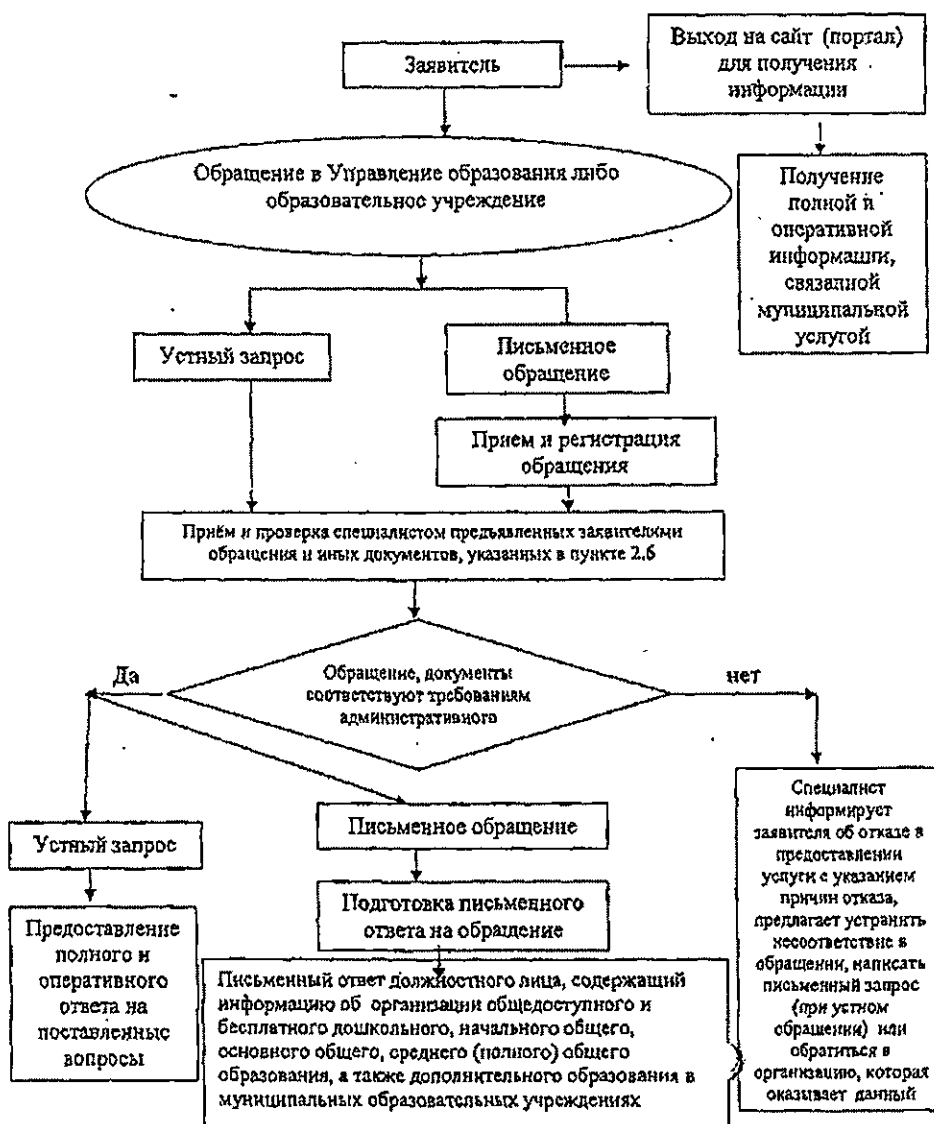 Заявитель
Выход на сайт (портал)
для получения
информации
Обращение в Управление образования либо
образовательное учреждение
Получение
полной и
оперативной
информации,
связанной
муниципальной
услугой
Устный запрос
Письменное
обращение
Прием и регистрация
обращения
Приём и проверка специалистом предъявленных заявителями
обращения и иных документов, указанных в пункте 2.6
Обращение, документы
соответствуют требованиям
административного
Да
нет
Устный запрос
Предоставление
полного и
оперативного
ответа на
поставленные
вопросы
Письменное обращение
Подготовка письменного
ответа на обращение
Письменный ответ должностного лица, содержащий
информацию об организации общедоступного и
бесплатного дошкольного, начального общего,
основного общего, среднего (полного) общего
образования, а также дополнительного образования в
муниципальных образовательных учреждениях
Специалист
информирует
заявителя об отказе в
предоставлении
услуги с указанием
причин отказа,
предлагает устранить
несоответствие в
обращении, написать
письменный запрос
(при устном
обращении) или
обратиться в
организацию, которая
оказывает данный